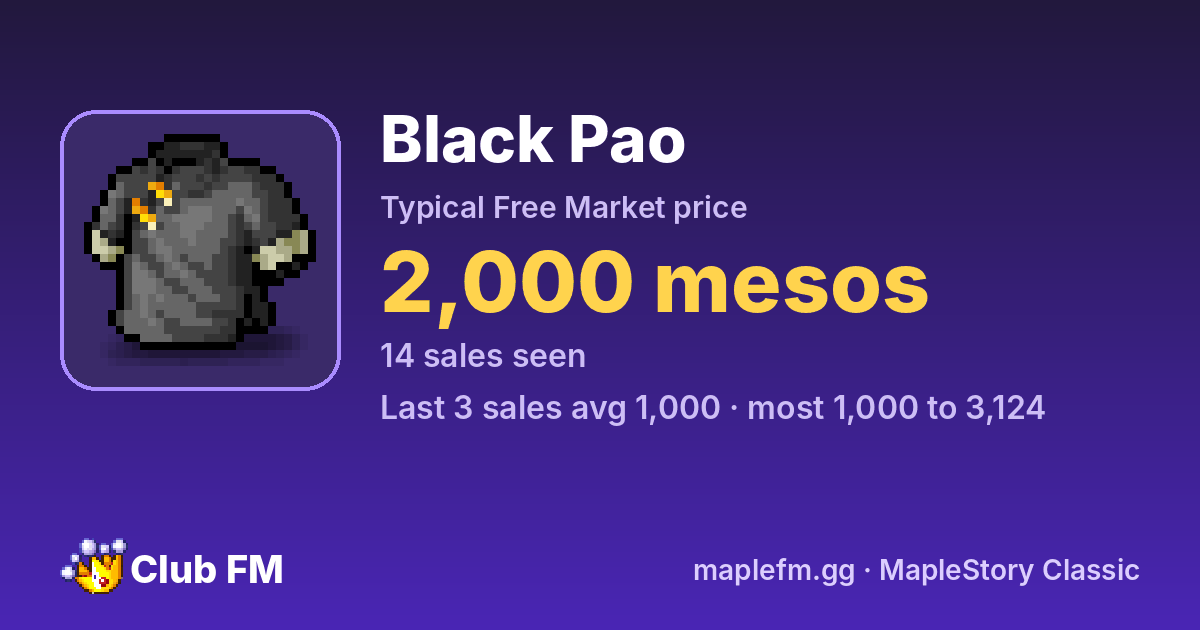 Black Pao
Typical Free Market price
2,000 mesos
14 sales seen
Last 3 sales avg 1,000 · most 1,000 to 3,124
Club FM
maplefm.gg · MapleStory Classic